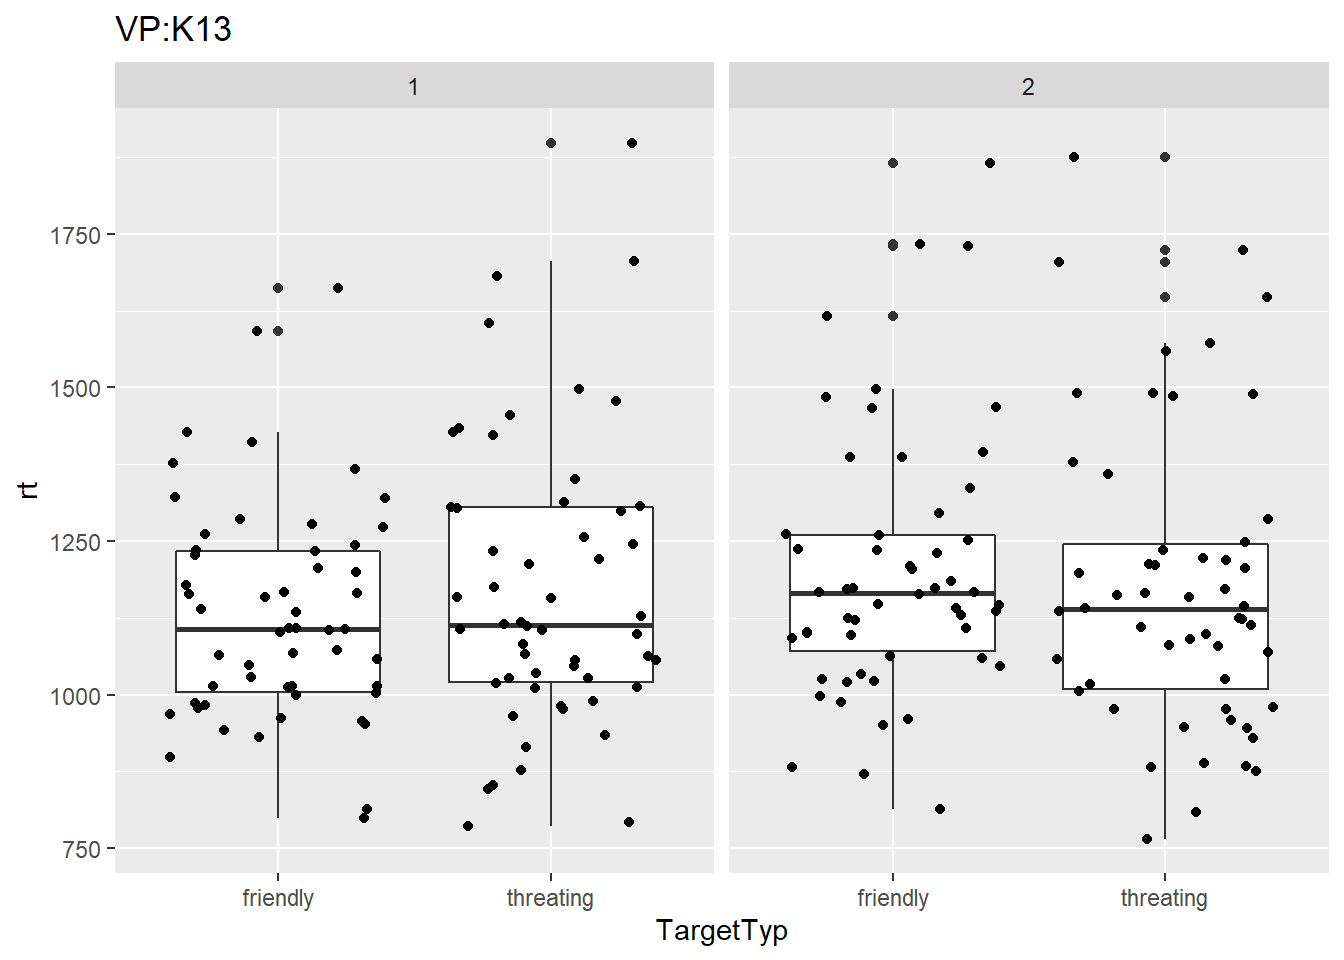 VP:K13
1
2
rt
1750
1500
1250
1000
750
friendly
threating
friendly
threating
TargetTyp